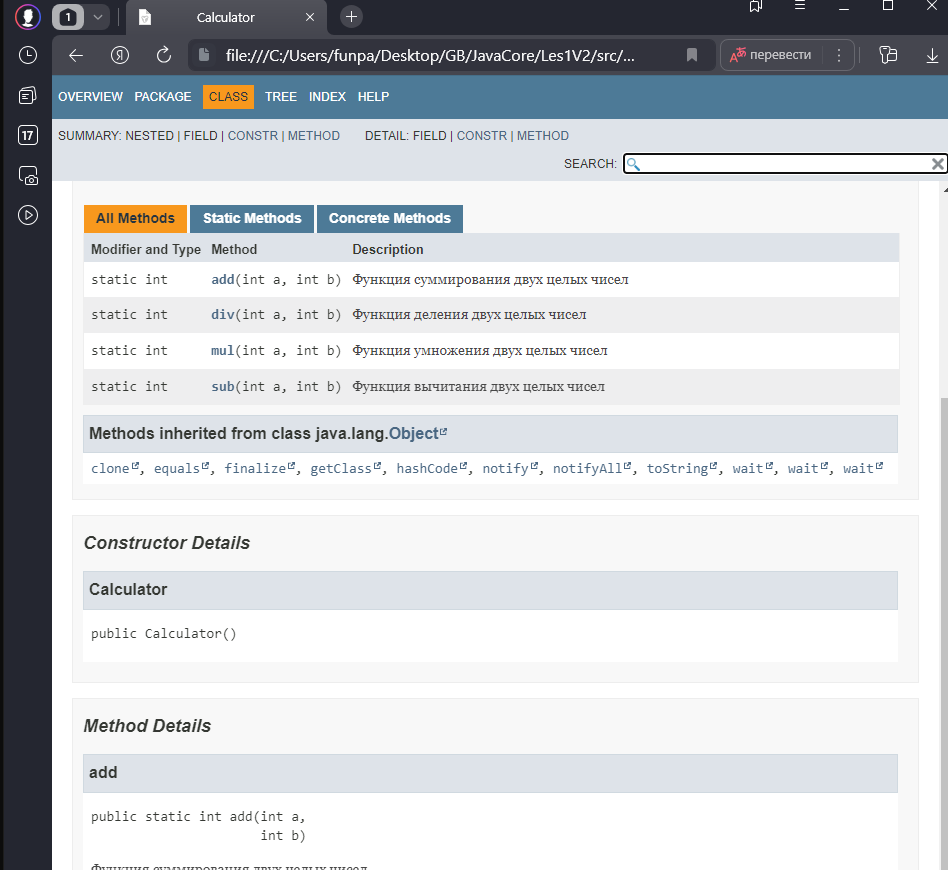 1
Calculator
Я
file:///C:/Users/funpa/Desktop/GB/JavaCore/Les1V2/src/...
перевести
17
OVERVIEW PACKAGE CLASS TREE INDEX HELP
SUMMARY: NESTED | FIELD | CONSTR | METHOD DETAIL: FIELD | CONSTR | METHOD
SEARCH:
All Methods Static Methods Concrete Methods
Modifier and Type Method Description
static int add(int a, int b) Функция суммирования двух целых чисел
static int div(int a, int b) Функция деления двух целых чисел
static int mul(int a, int b) Функция умножения двух целых чисел
static int sub(int a, int b) Функция вычитания двух целых чисел
Methods inherited from class java.lang.Object
clone, equals, finalize, getClass, hashCode, notify, notifyAll, toString, wait, wait, wait
Constructor Details
Calculator
public Calculator()
Method Details
add
public static int add(int a,
int b)
Функция суммирования двух целых чисел